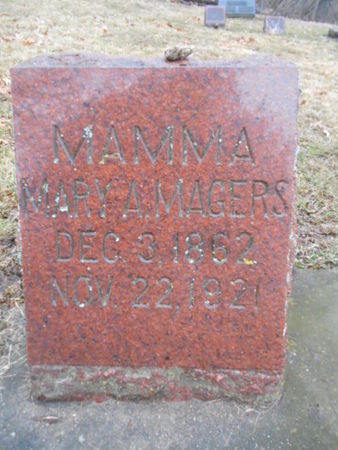 MAMMA
MARY A. MAGERS
DEC. 3, 1862
NOV. 22, 1921